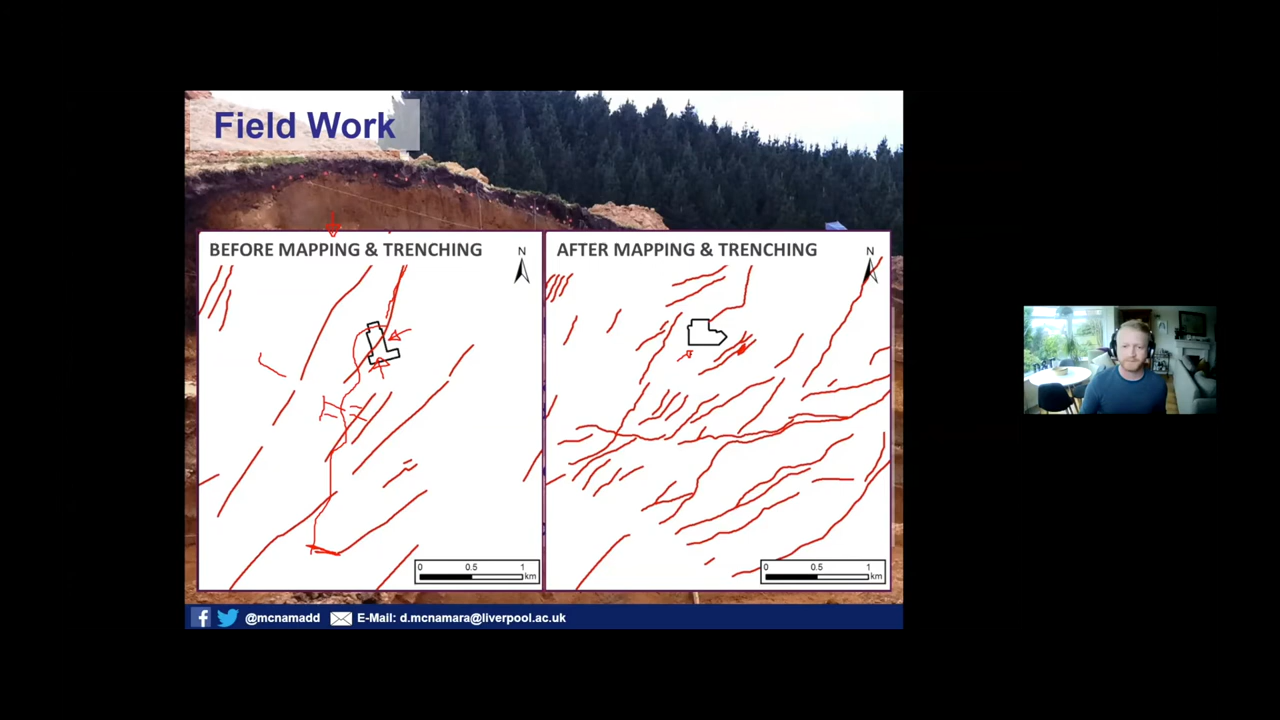 Field Work
BEFORE MAPPING & TRENCHING
N
0 0.5 1
km
AFTER MAPPING & TRENCHING
N
0 0.5 1
km
@mcnamadd E-Mail: d.mcnamara@liverpool.ac.uk